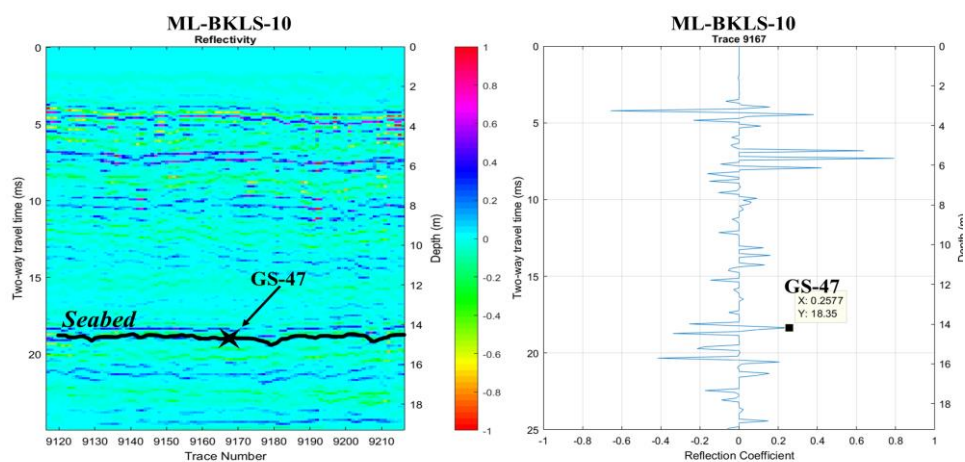 ML-BKLS-10
Reflectivity
0
5
10
15
20
Two-way travel time (ms)
0
2
4
6
8
10
12
14
16
18
Depth (m)
9120 9130 9140 9150 9160 9170 9180 9190 9200 9210
Trace Number
GS-47
Seabed
1
0.8
0.6
0.4
0.2
0
-0.2
-0.4
-0.6
-0.8
-1
ML-BKLS-10
Trace 9167
0
5
10
15
20
25
Two-way travel time (ms)
GS-47
X: 0.2577
Y: 18.35
0
2
4
6
8
10
12
14
16
18
Depth (m)
-1 -0.8 -0.6 -0.4 -0.2 0 0.2 0.4 0.6 0.8 1
Reflection Coefficient